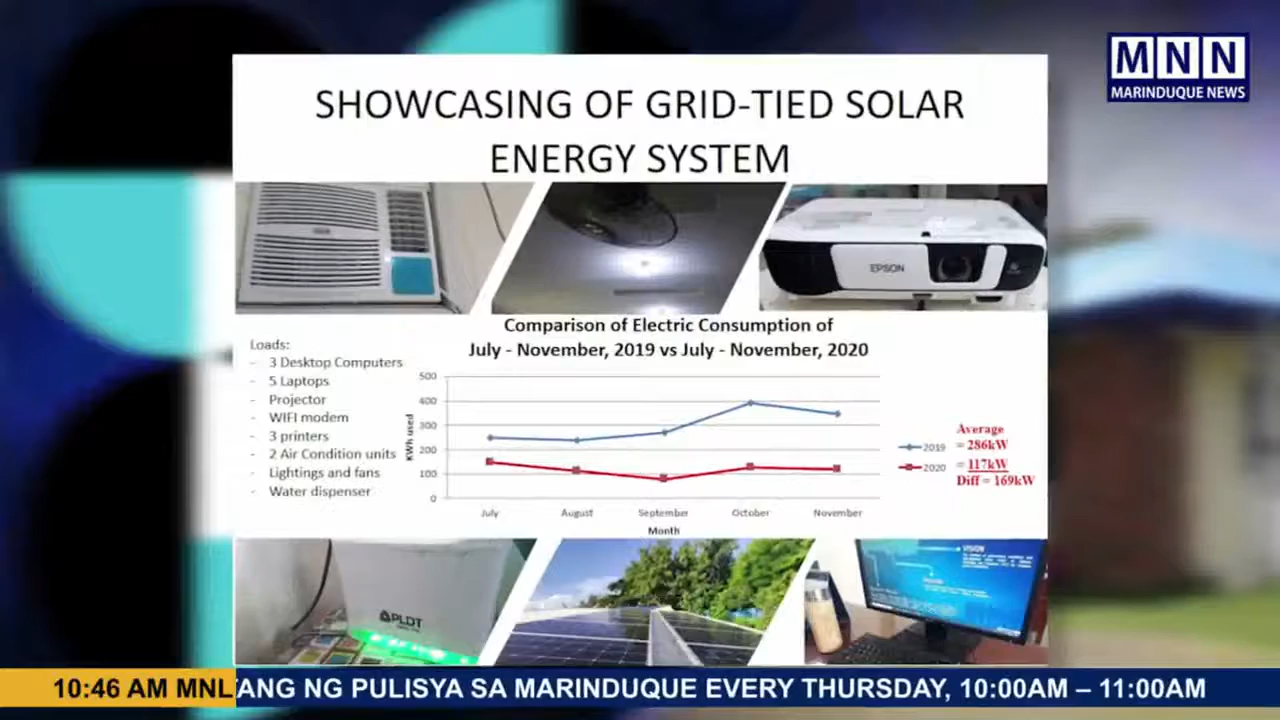 MNN
MARINDUQUE NEWS
SHOWCASING OF GRID-TIED SOLAR
ENERGY SYSTEM
EPSON
Loads:
- 3 Desktop Computers
- 5 Laptops
- Projector
- WIFI modem
- 3 printers
- 2 Air Condition units
- Lightings and fans
- Water dispenser
Comparison of Electric Consumption of
July - November, 2019 vs July - November, 2020
KWh used
500
400
300
200
100
0
July August September October November
Month
2019
2020
Average
= 286kW
= 117kW
Diff = 169kW
PLDT
VISION
10:46 AM MNL
TANG NG PULISYA SA MARINDUQUE EVERY THURSDAY, 10:00AM – 11:00AM